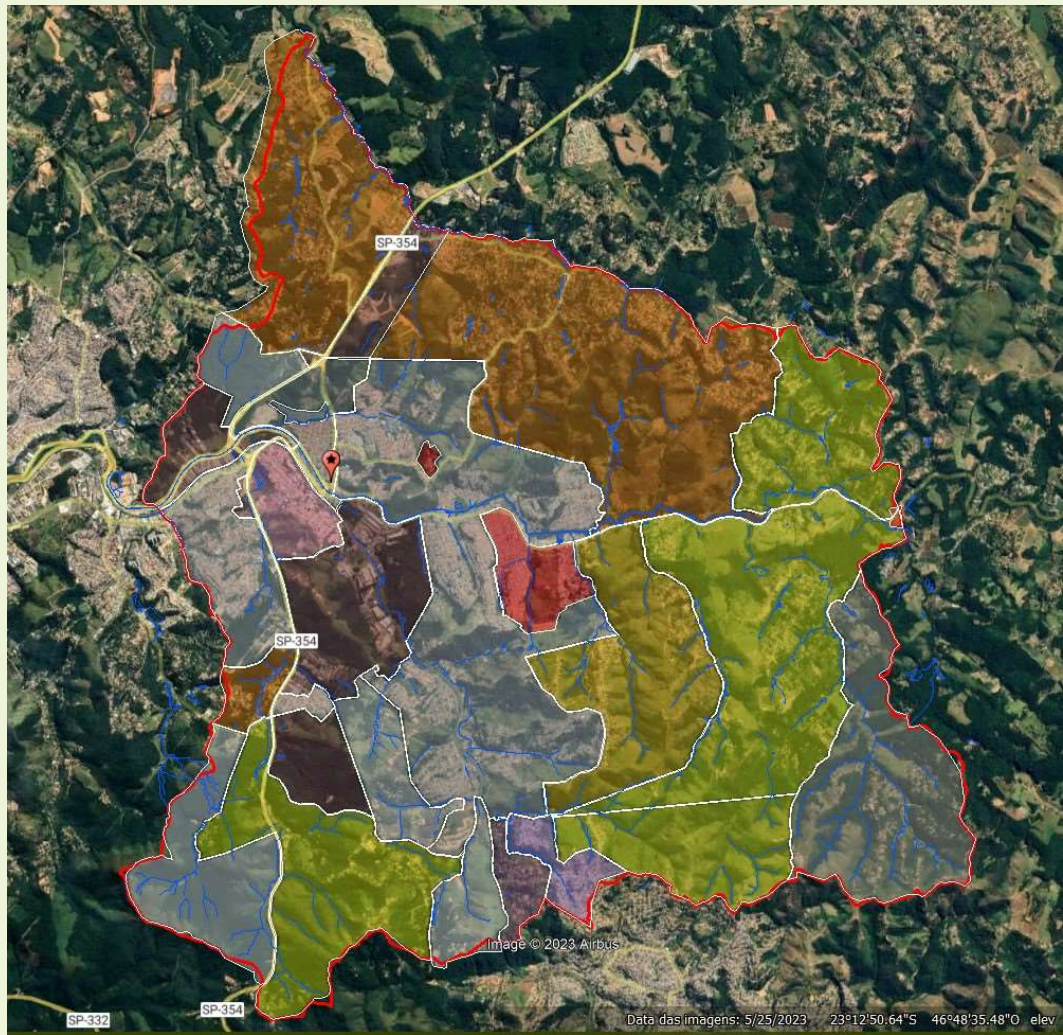 SP-354
SP-354
Image © 2023 Airbus
SP-354
SP-332
Data das imagens: 5/25/2023 23°12'50.64"S 46°48'35.48"O elev